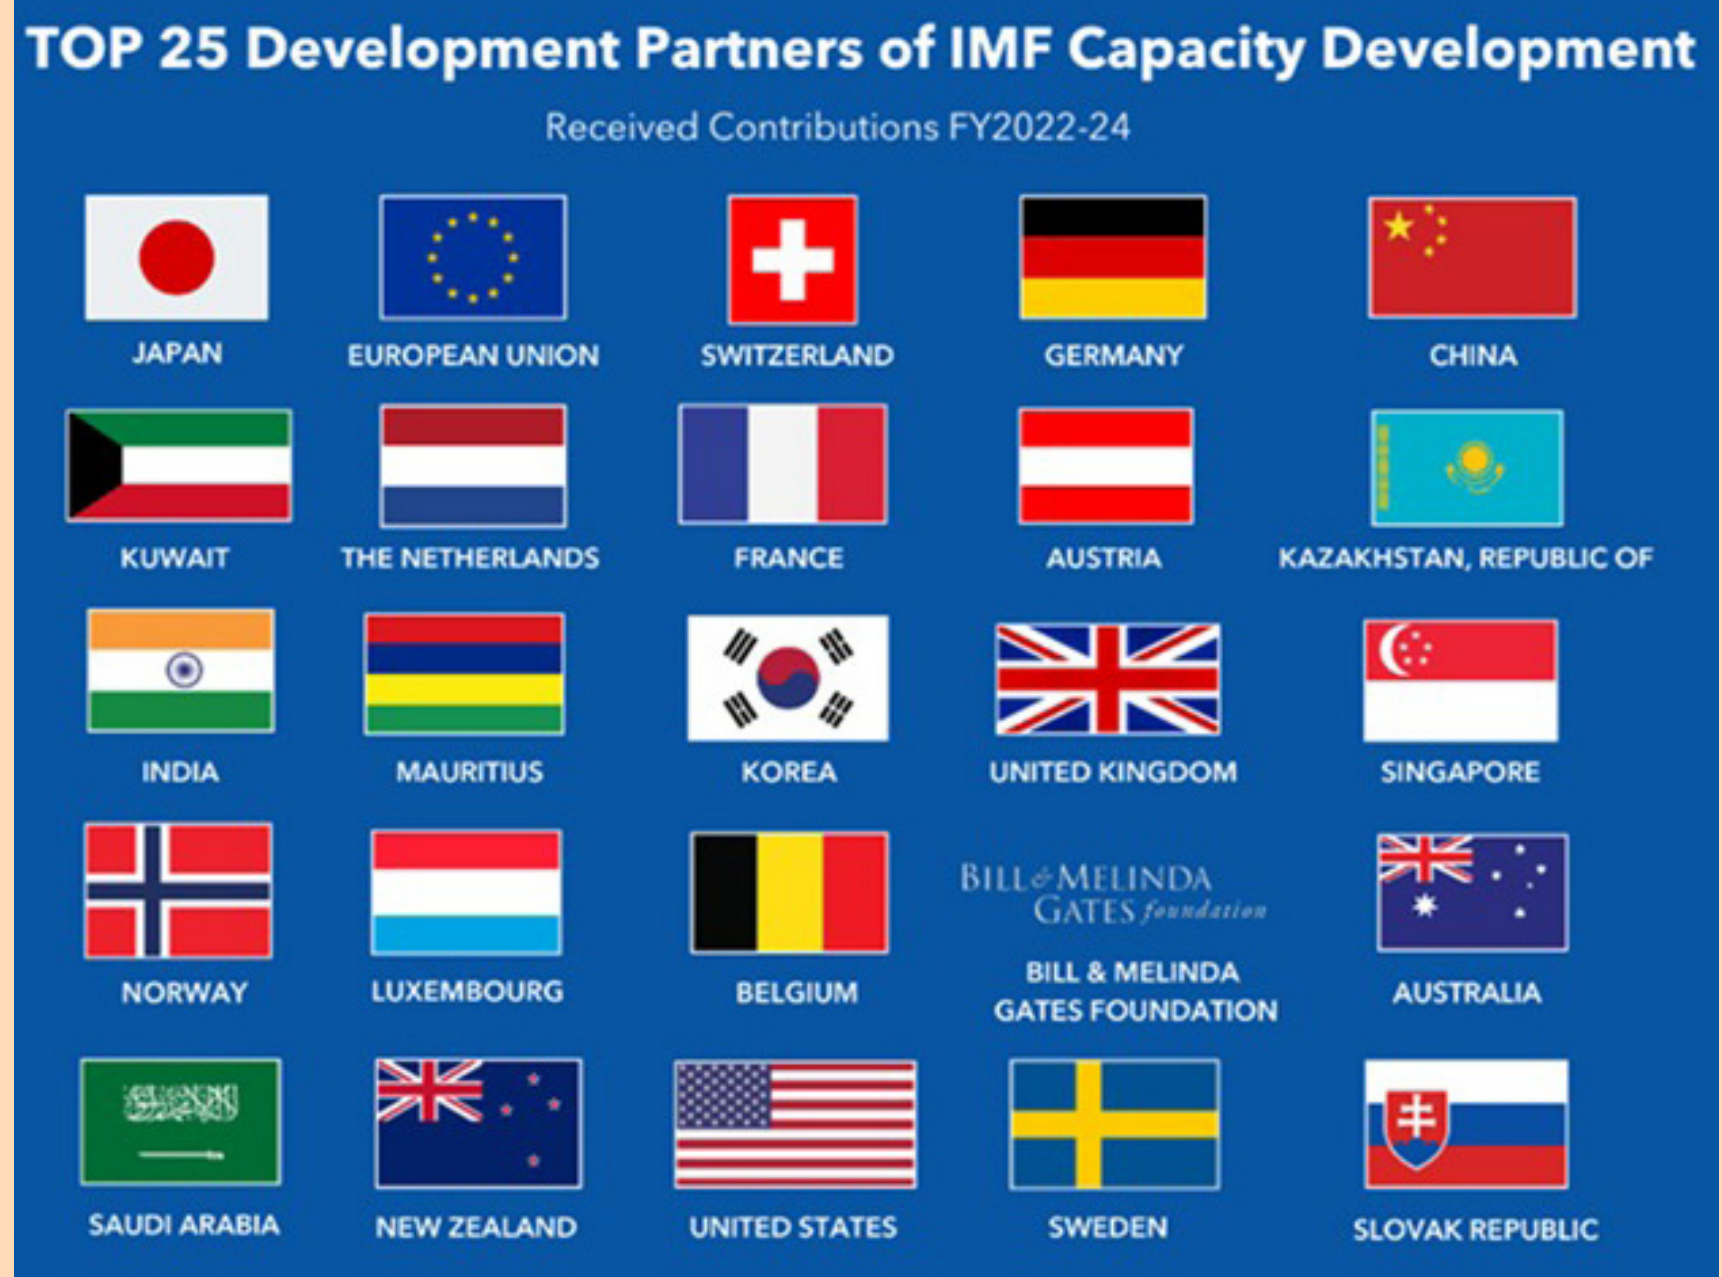 TOP 25 Development Partners of IMF Capacity Development
Received Contributions FY2022-24
JAPAN
EUROPEAN UNION
SWITZERLAND
GERMANY
CHINA
KUWAIT
THE NETHERLANDS
FRANCE
AUSTRIA
KAZAKHSTAN, REPUBLIC OF
INDIA
MAURITIUS
KOREA
UNITED KINGDOM
SINGAPORE
NORWAY
LUXEMBOURG
BELGIUM
BILL & MELINDA
GATES foundation
BILL & MELINDA
GATES FOUNDATION
AUSTRALIA
SAUDI ARABIA
NEW ZEALAND
UNITED STATES
SWEDEN
SLOVAK REPUBLIC